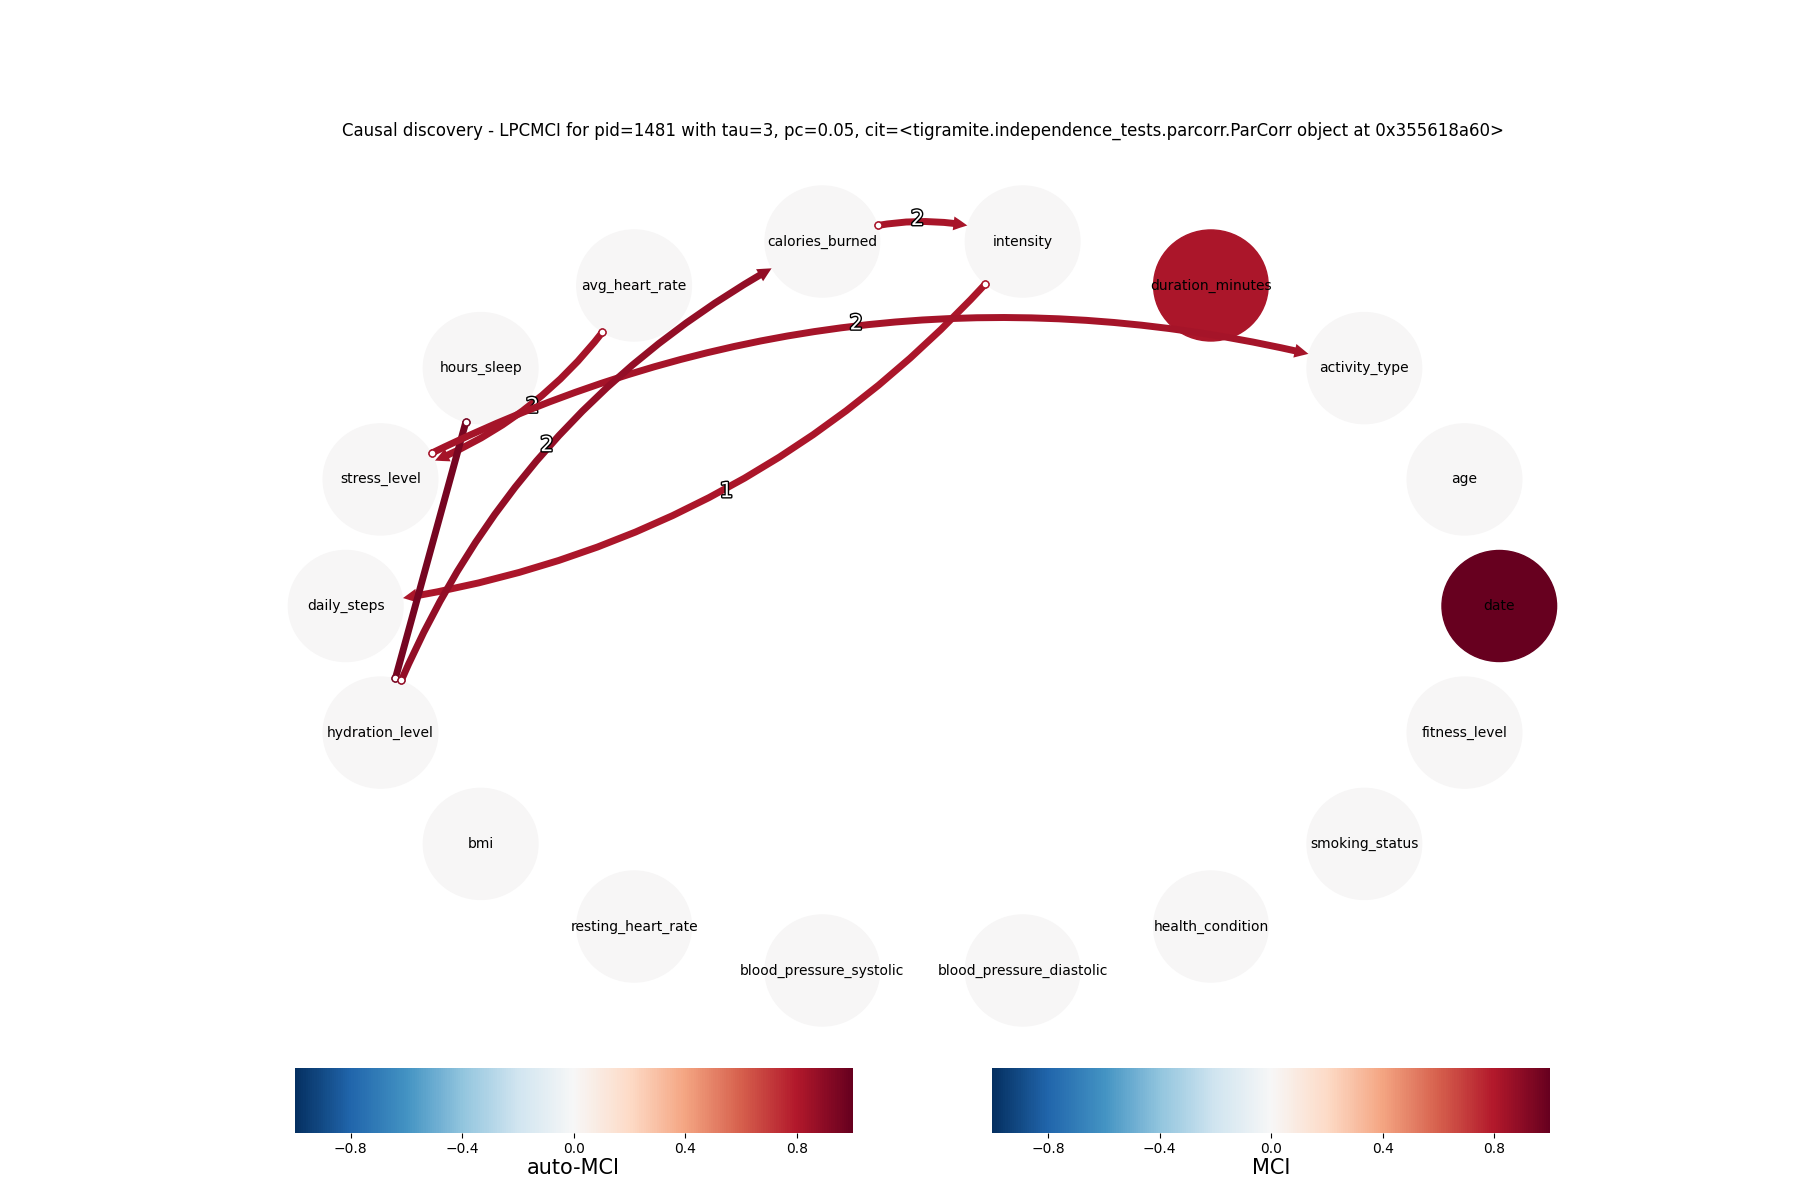 Causal discovery - LPCMCI for pid=1481 with tau=3, pc=0.05, cit=<tigramite.independence_tests.parcorr.ParCorr object at 0x355618a60>
2
calories_burned
intensity
avg_heart_rate
duration_minutes
2
hours_sleep
activity_type
2
2
stress_level
age
1
daily_steps
date
hydration_level
fitness_level
bmi
smoking_status
resting_heart_rate
health_condition
blood_pressure_systolic
blood_pressure_diastolic
−0.8 −0.4 0.0 0.4 0.8
auto-MCI
−0.8 −0.4 0.0 0.4 0.8
MCI